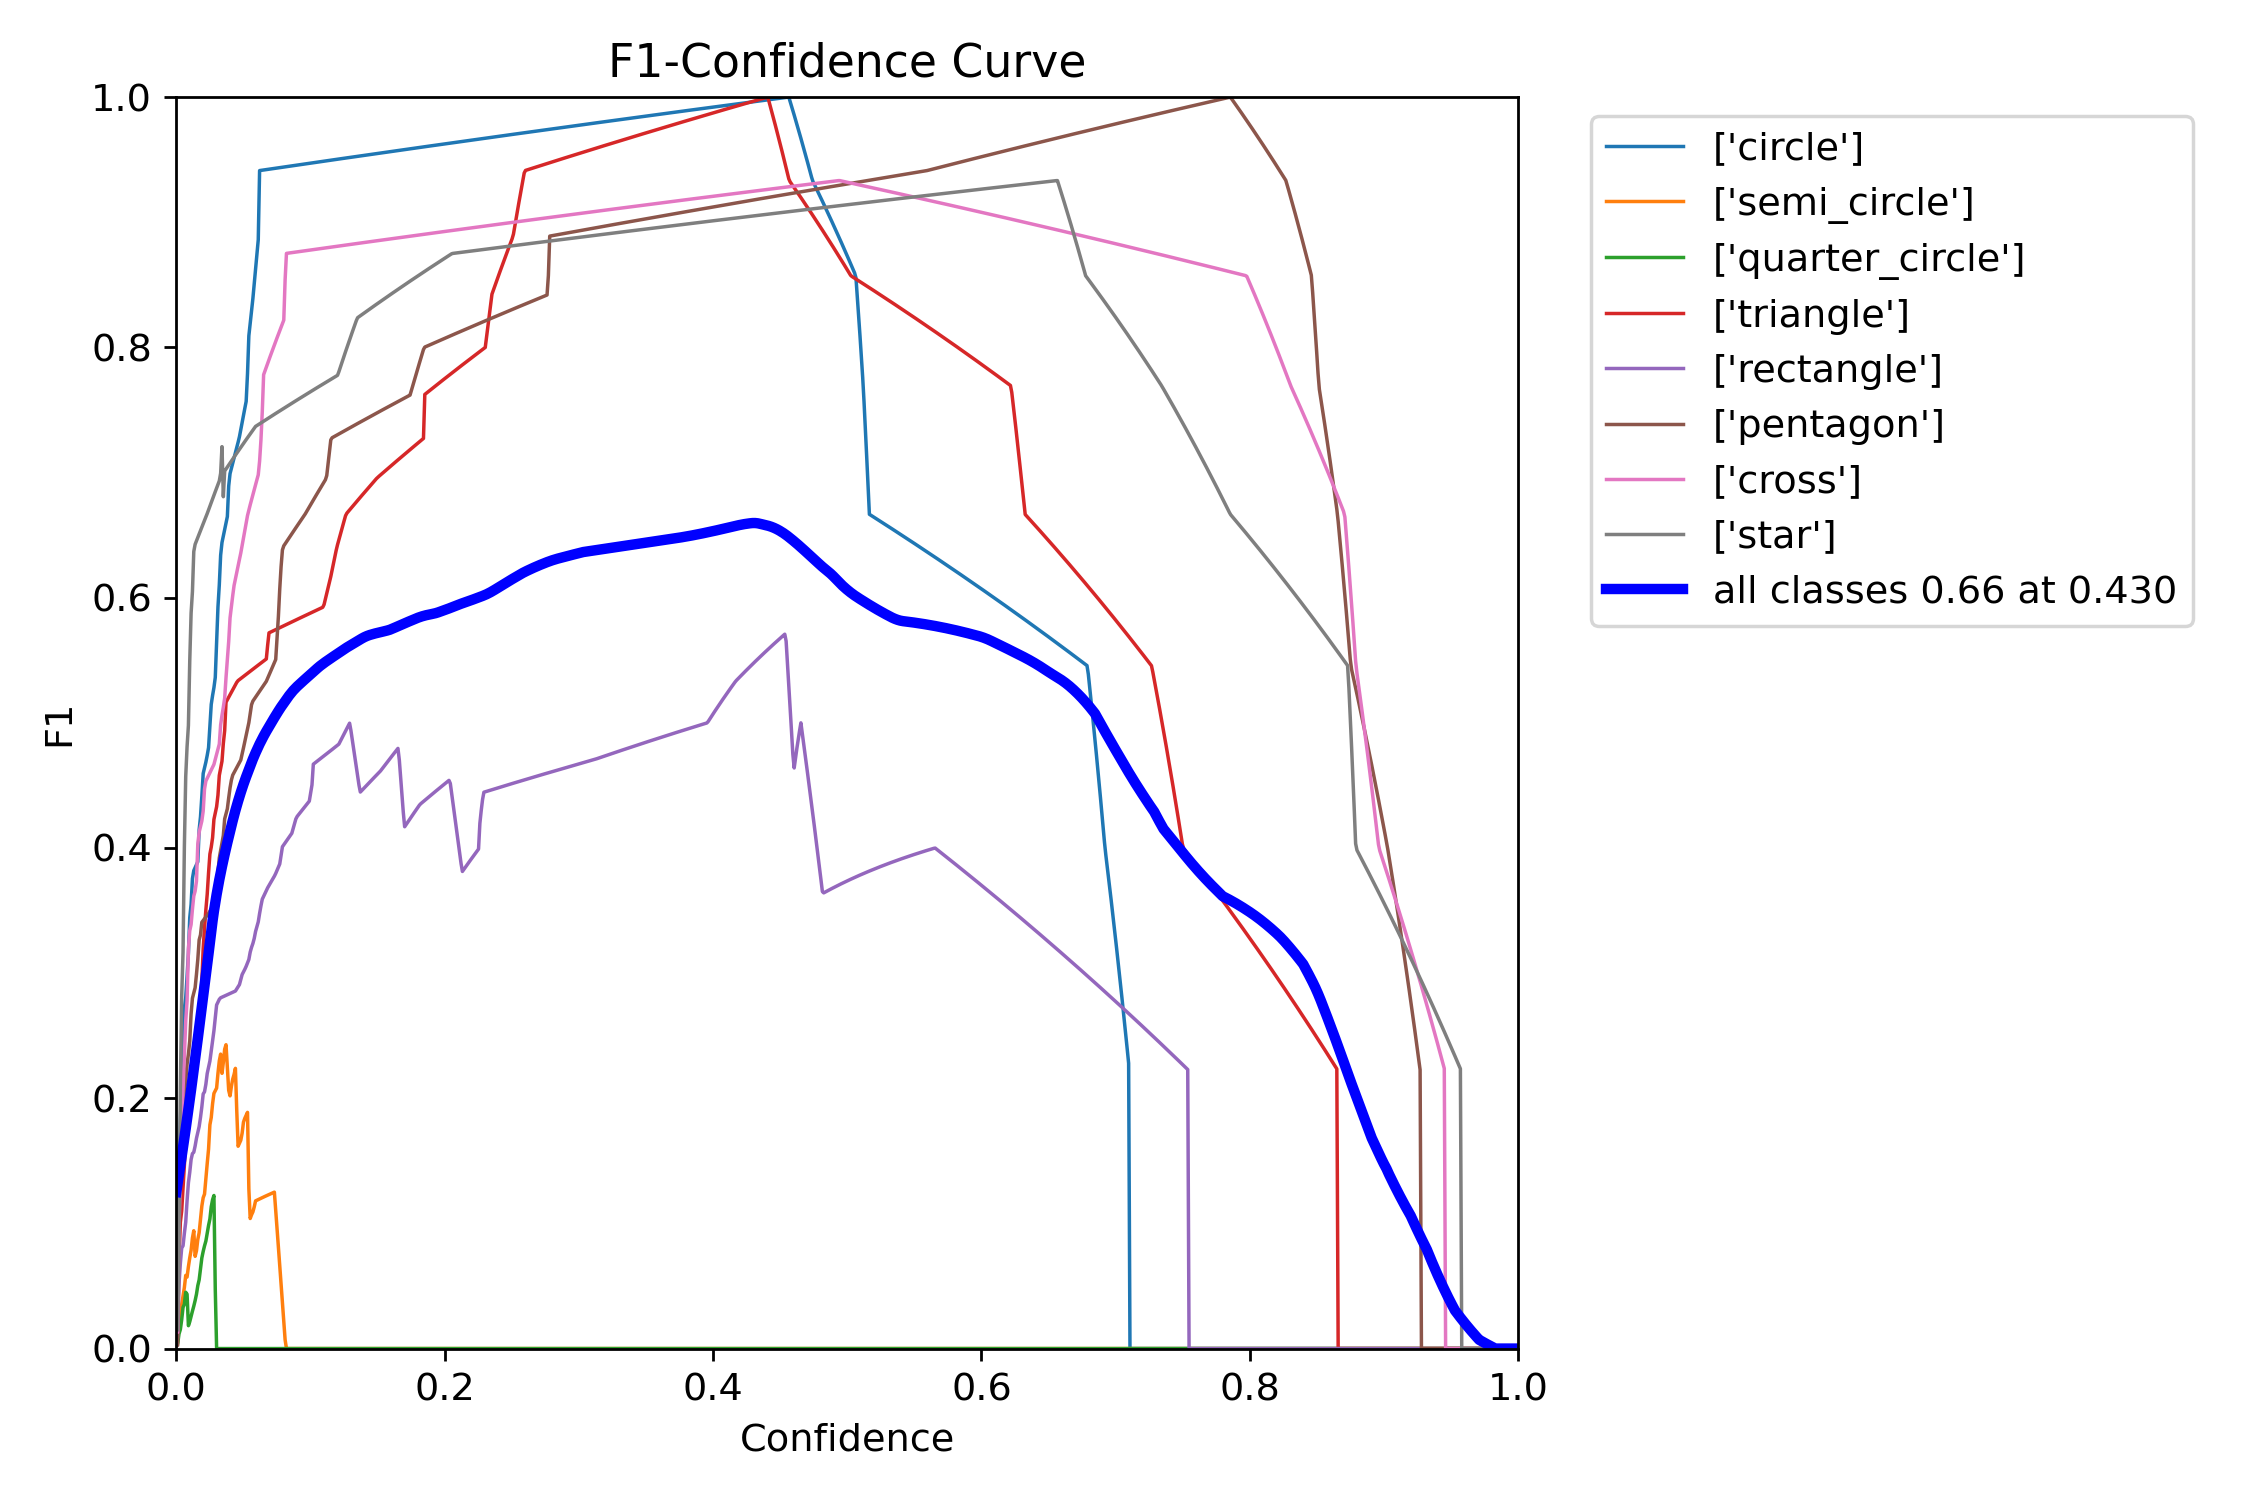 F1-Confidence Curve
1.0
0.8
0.6
0.4
0.2
0.0
F1
0.0 0.2 0.4 0.6 0.8 1.0
Confidence
['circle']
['semi_circle']
['quarter_circle']
['triangle']
['rectangle']
['pentagon']
['cross']
['star']
all classes 0.66 at 0.430